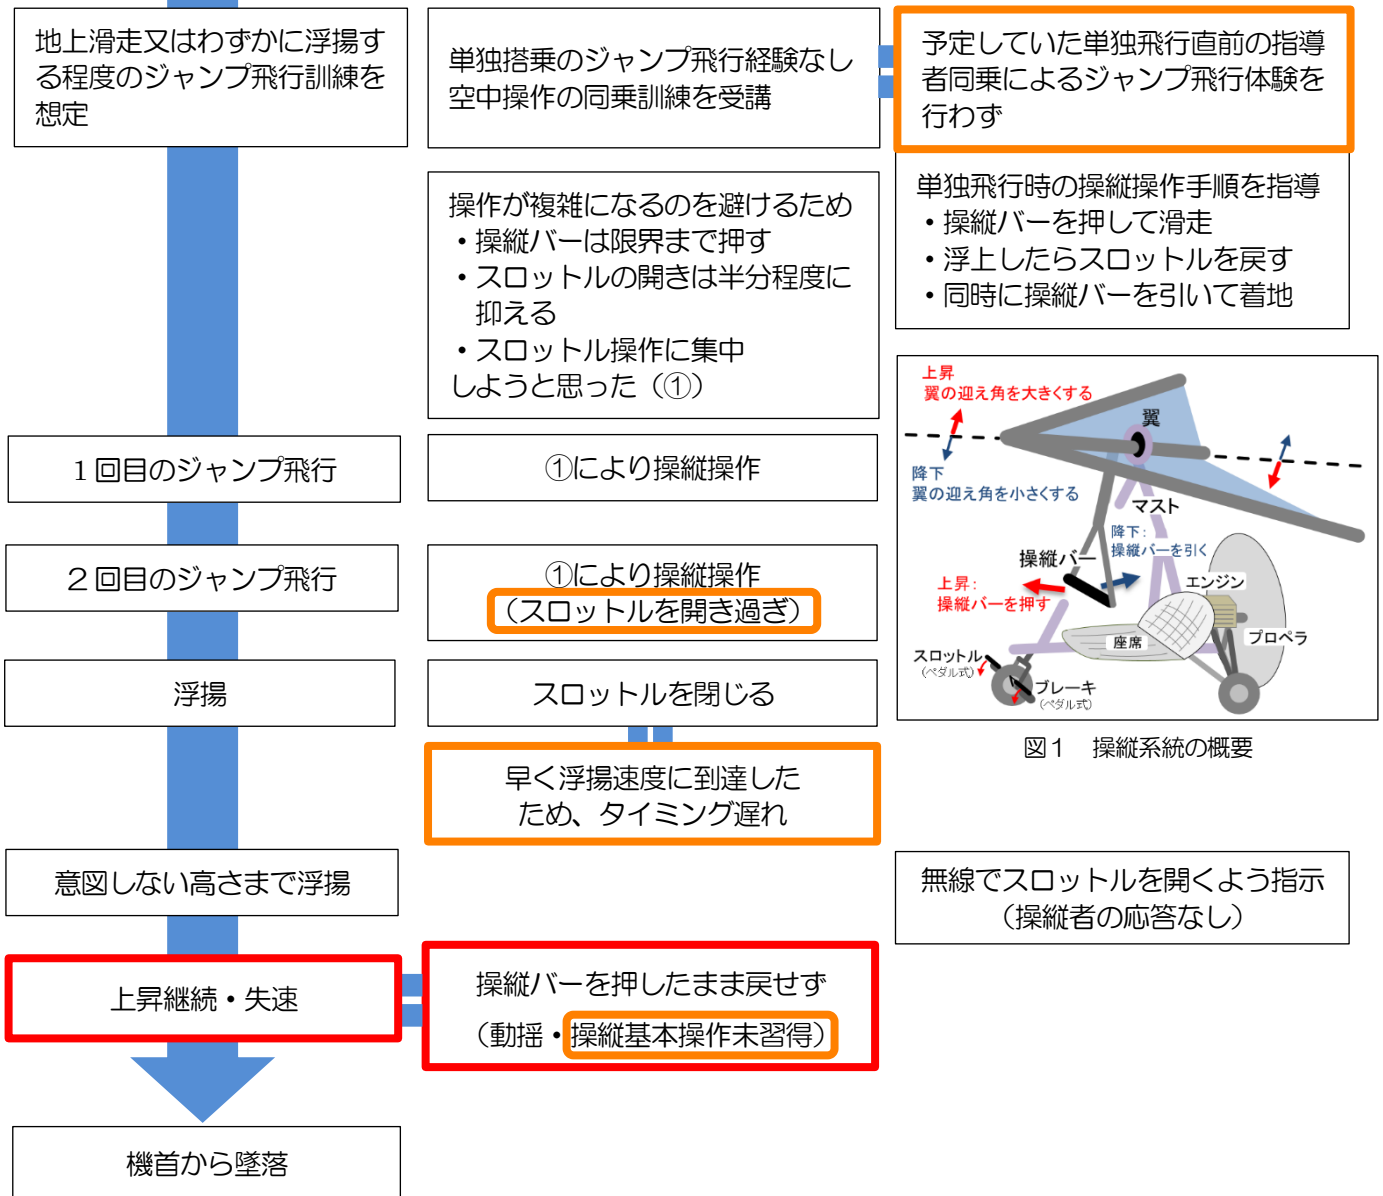 地上滑走又はわずかに浮揚す
る程度のジャンプ飛行訓練を
想定
単独搭乗のジャンプ飛行経験なし
空中操作の同乗訓練を受講
予定していた単独飛行直前の指導
者同乗によるジャンプ飛行体験を
行わず
操作が複雑になるのを避けるため
・操縦バーは限界まで押す
・スロットルの開きは半分程度に
抑える
・スロットル操作に集中
しようと思った（①）
単独飛行時の操縦操作手順を指導
・操縦バーを押して滑走
・浮上したらスロットルを戻す
・同時に操縦バーを引いて着地
1回目のジャンプ飛行
①により操縦操作
２回目のジャンプ飛行
①により操縦操作
（スロットルを開き過ぎ）
浮揚
スロットルを閉じる
早く浮揚速度に到達した
ため、タイミング遅れ
上昇
翼の迎え角を大きくする
翼
降下
翼の迎え角を小さくする
マスト
降下：
操縦バーを引く
操縦バー
上昇：
操縦バーを押す
エンジン
プロペラ
座席
スロットル
（ペダル式）
ブレーキ
（ペダル式）
図１　操縦系統の概要
意図しない高さまで浮揚
無線でスロットルを開くよう指示
（操縦者の応答なし）
上昇継続・失速
操縦バーを押したまま戻せず
（動揺・操縦基本操作未習得）
機首から墜落